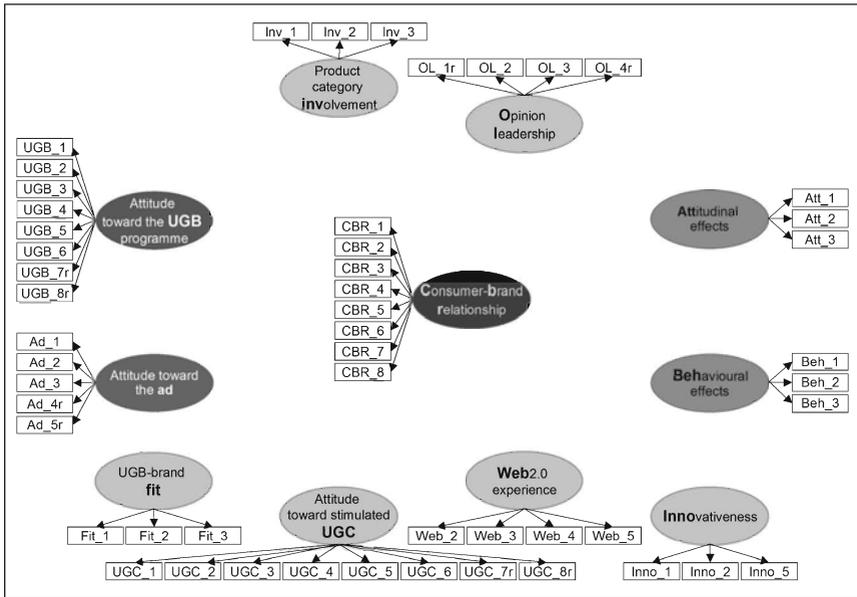 Inv_1 Inv_2 Inv_3
Product
category
involvement
OL_1r OL_2 OL_3 OL_4r
Opinion
leadership
UGB_1
UGB_2
UGB_3
UGB_4
UGB_5
UGB_6
UGB_7r
UGB_8r
Attitude
toward the UGB
programme
CBR_1
CBR_2
CBR_3
CBR_4
CBR_5
CBR_6
CBR_7
CBR_8
Consumer-brand
relationship
Attitudinal
effects
Att_1
Att_2
Att_3
Ad_1
Ad_2
Ad_3
Ad_4r
Ad_5r
Attitude toward
the ad
Behavioural
effects
Beh_1
Beh_2
Beh_3
UGB-brand
fit
Fit_1 Fit_2 Fit_3
Attitude
toward stimulated
UGC
UGC_1 UGC_2 UGC_3 UGC_4 UGC_5 UGC_6 UGC_7r UGC_8r
Web2.0
experience
Web_2 Web_3 Web_4 Web_5
Innovativeness
Inno_1 Inno_2 Inno_5